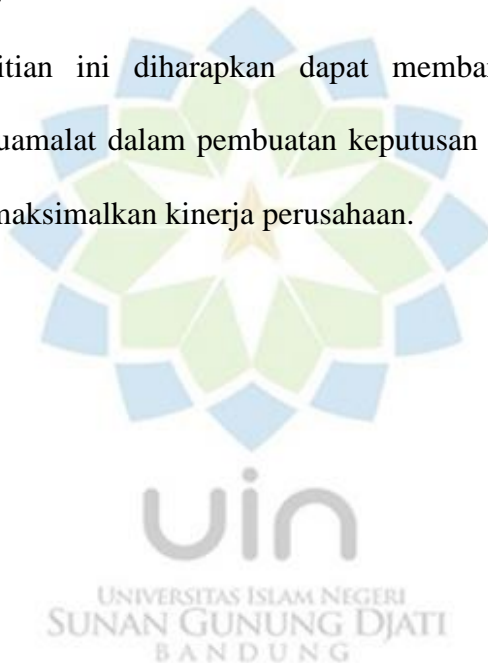 itian ini diharapkan dapat memba
uamalat dalam pembuatan keputusan
maksimalkan kinerja perusahaan.
uin
UNIVERSITAS ISLAM NEGERI
SUNAN GUNUNG DJATI
BANDUNG